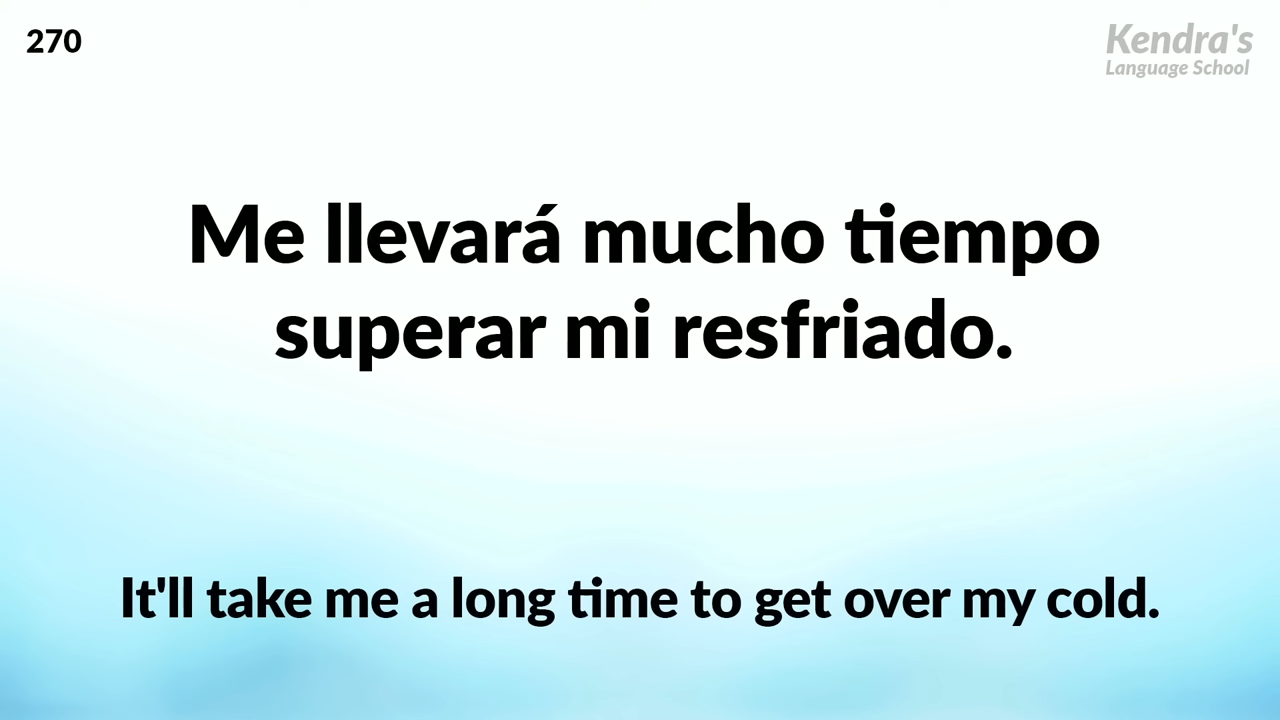 270
Kendra's
Language School
Me llevará mucho tiempo
superar mi resfriado.
It'll take me a long time to get over my cold.